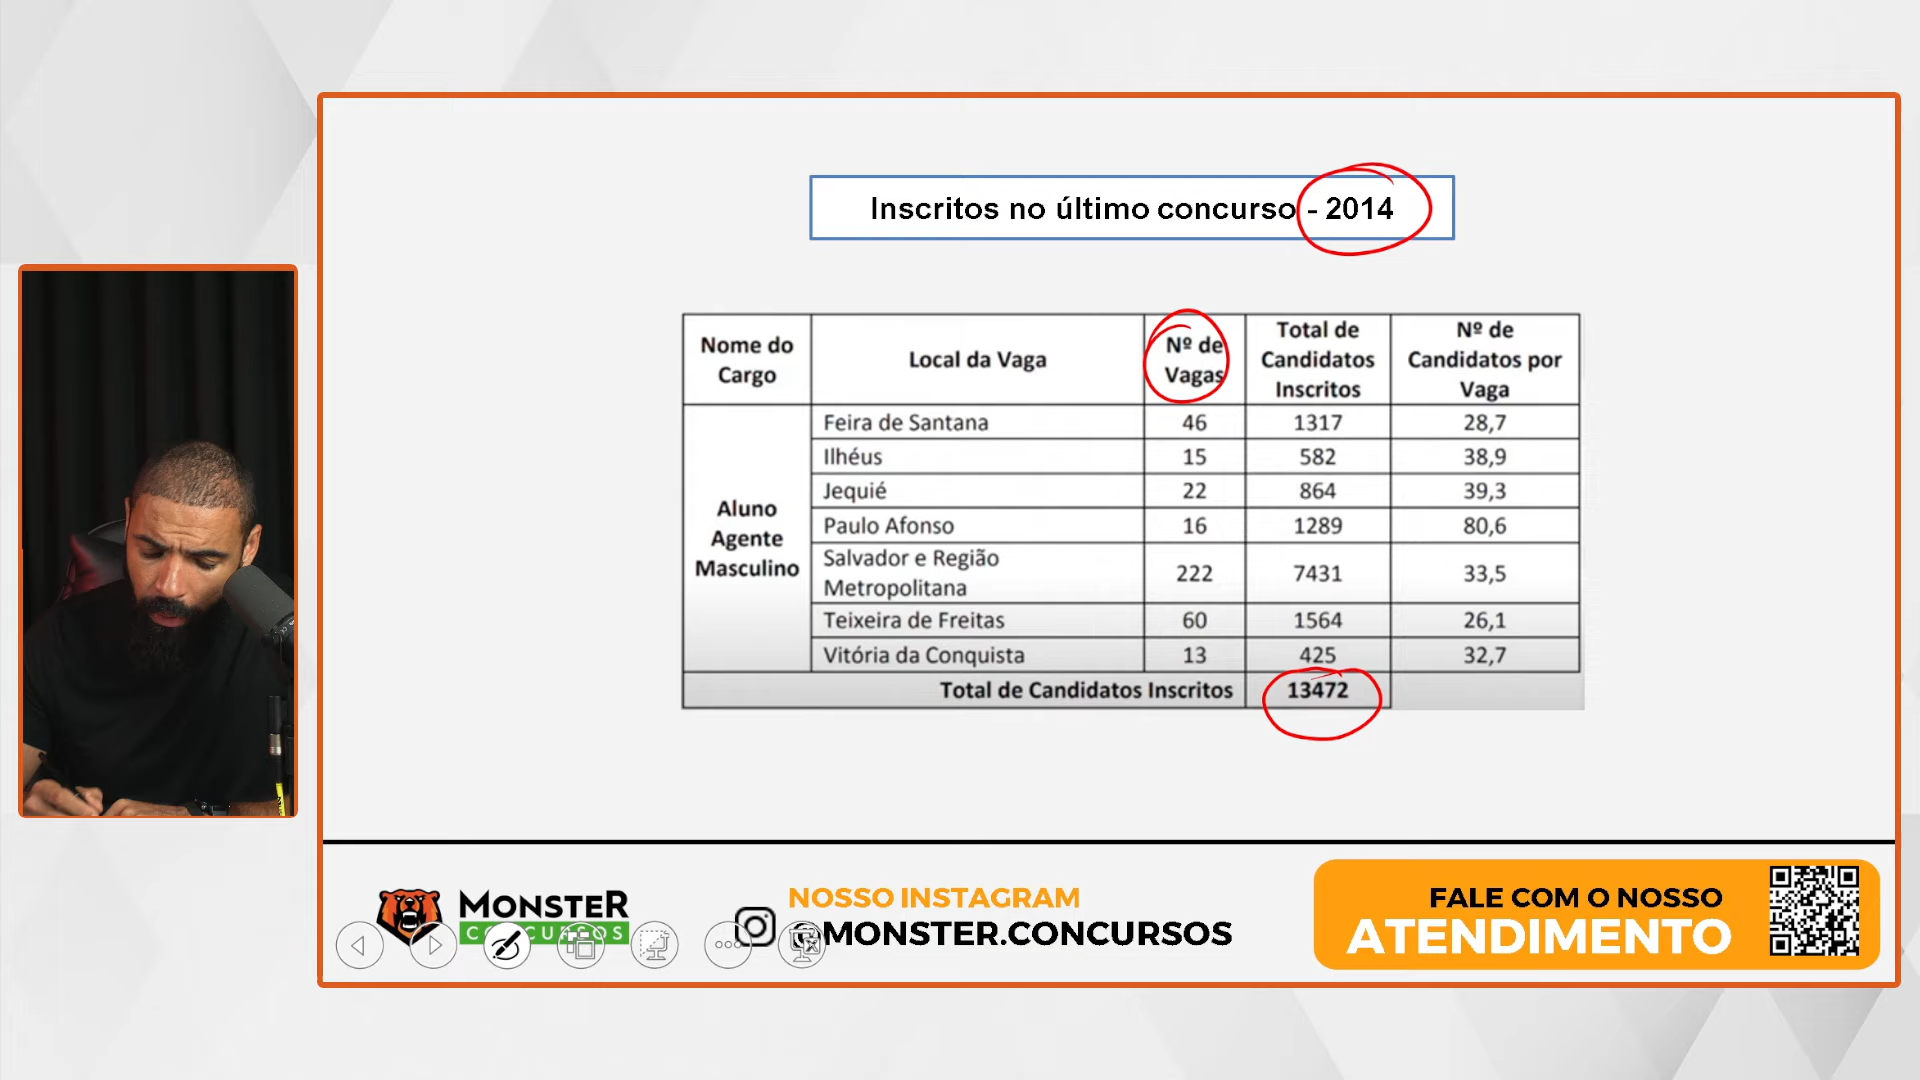 Inscritos no último concurso - 2014
Nome do Cargo
Local da Vaga
Nº de Vagas
Total de Candidatos Inscritos
Nº de Candidatos por Vaga
Aluno Agente Masculino
Feira de Santana 46 1317 28,7
Ilhéus 15 582 38,9
Jequié 22 864 39,3
Paulo Afonso 16 1289 80,6
Salvador e Região Metropolitana 222 7431 33,5
Teixeira de Freitas 60 1564 26,1
Vitória da Conquista 13 425 32,7
Total de Candidatos Inscritos 13472
MONSTER
CONCURSOS
NOSSO INSTAGRAM
@MONSTER.CONCURSOS
FALE COM O NOSSO
ATENDIMENTO